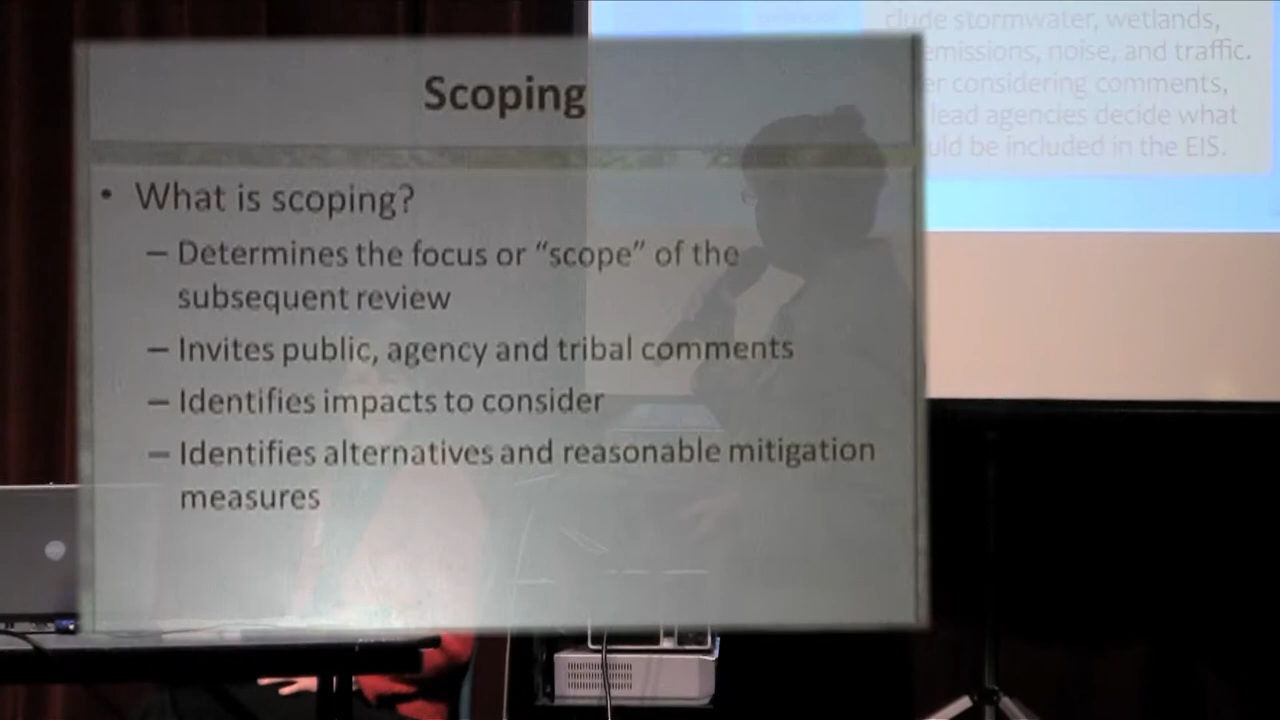 Scoping
• What is scoping?
– Determines the focus or “scope” of the
subsequent review
– Invites public, agency and tribal comments
– Identifies impacts to consider
– Identifies alternatives and reasonable mitigation
measures
stormwater, wetlands,
emissions, noise, and traffic.
considering comments,
lead agencies decide what
be included in the EIS.